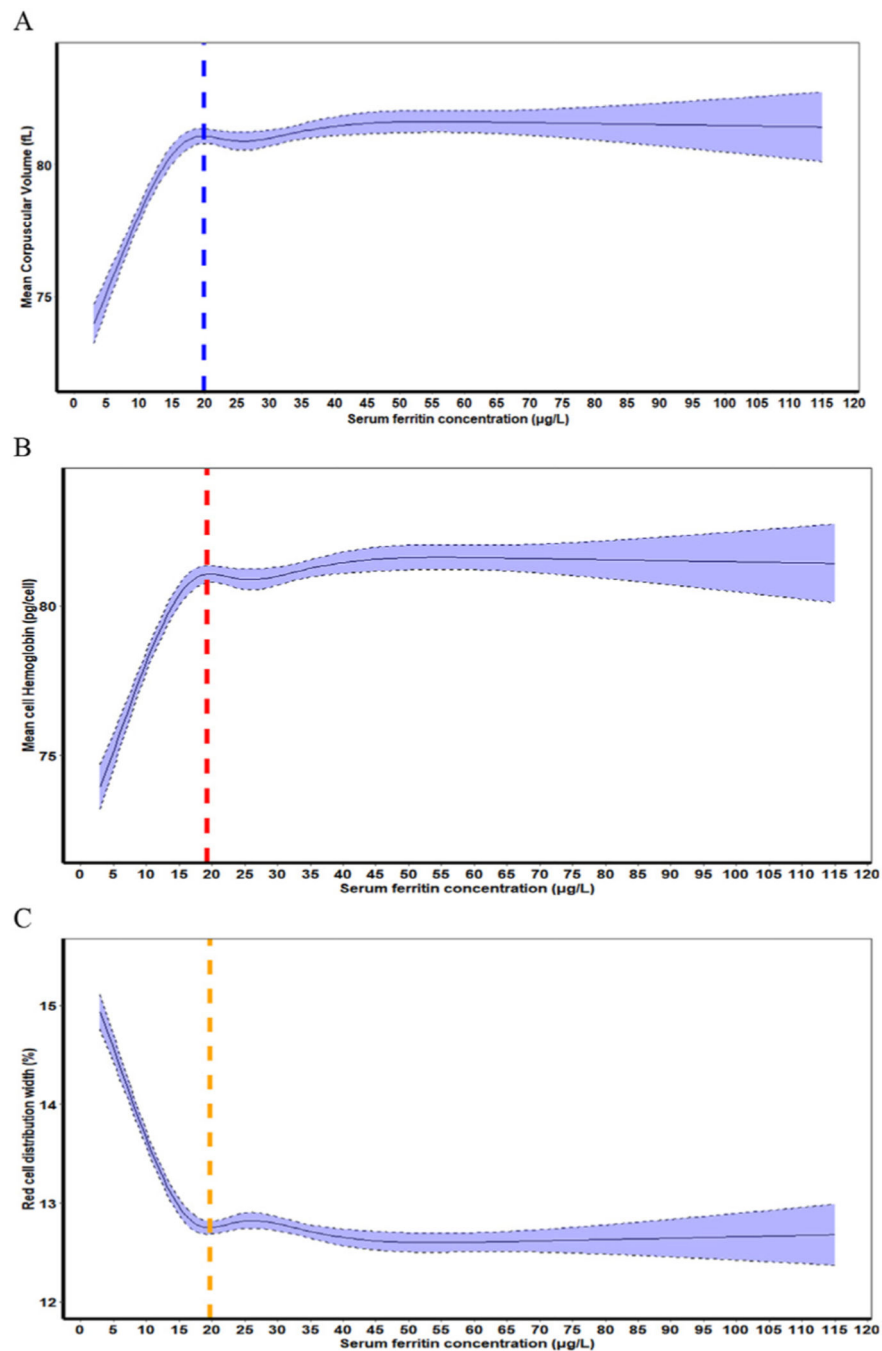 A
Mean Corpuscular Volume (fL)
80
75
0 5 10 15 20 25 30 35 40 45 50 55 60 65 70 75 80 85 90 95 100 105 110 115 120
Serum ferritin concentration (µg/L)
B
Mean cell Hemoglobin (pg/cell)
80
75
0 5 10 15 20 25 30 35 40 45 50 55 60 65 70 75 80 85 90 95 100 105 110 115 120
Serum ferritin concentration (µg/L)
C
Red cell distribution width (%)
15
14
13
12
0 5 10 15 20 25 30 35 40 45 50 55 60 65 70 75 80 85 90 95 100 105 110 115 120
Serum ferritin concentration (µg/L)